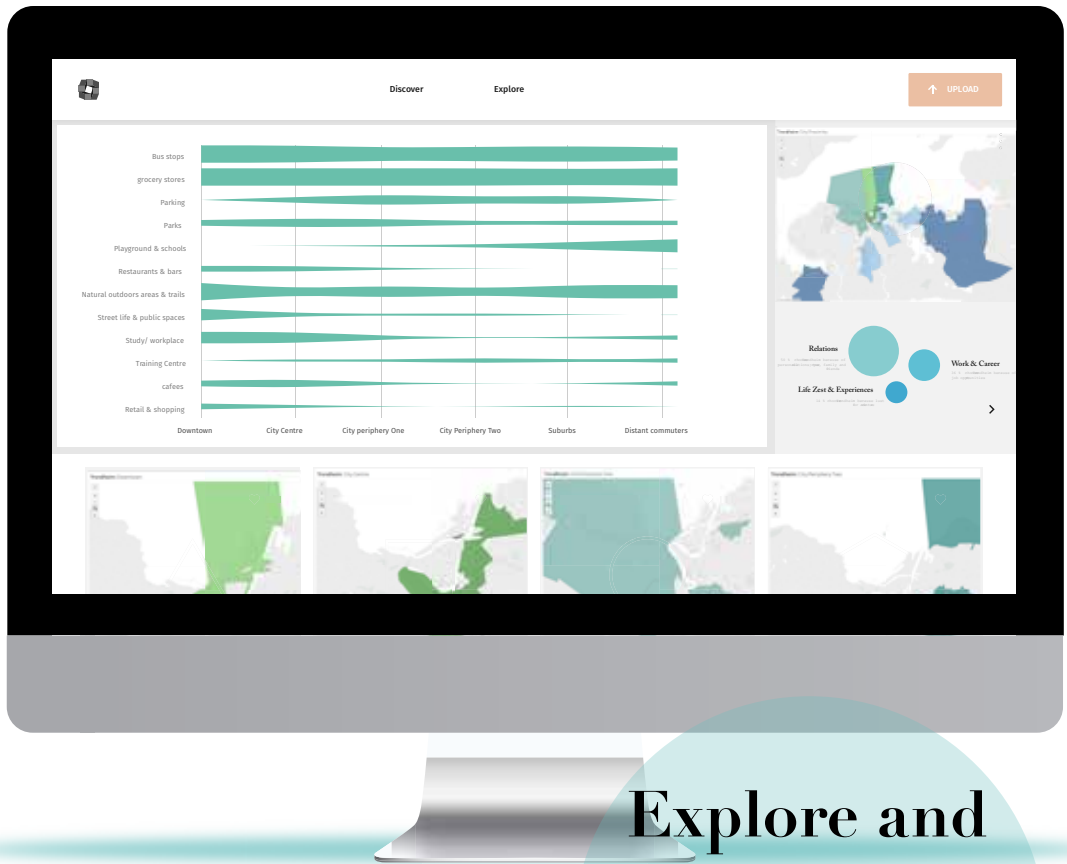 Discover
Explore
UPLOAD
Bus stops
grocery stores
Parking
Parks
Playground & schools
Restaurants & bars
Natural outdoors areas & trails
Street life & public spaces
Study/ workplace
Training Centre
cafees
Retail & shopping
Downtown
City Centre
City periphery One
City Periphery Two
Suburbs
Distant commuters
Relations
Work & Career
Life Zest & Experiences
Explore and